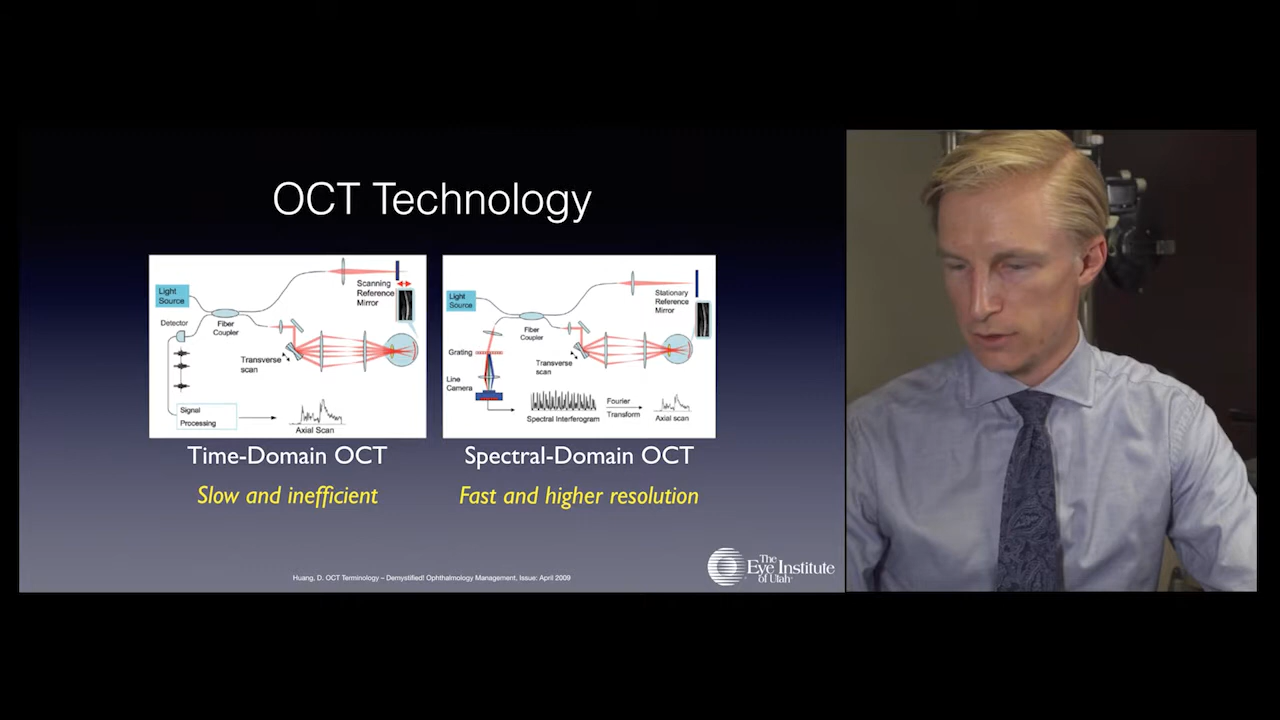 OCT Technology
Light
Source
Detector
Fiber
Coupler
Scanning
Reference
Mirror
Transverse
scan
Signal
Processing
Axial Scan
Light
Source
Fiber
Coupler
Stationary
Reference
Mirror
Grating
Transverse
scan
Line
Camera
Spectral Interferogram
Fourier
Transform
Axial scan
Time-Domain OCT
Spectral-Domain OCT
Slow and inefficient
Fast and higher resolution
The
Eye Institute
of Utah
Huang, D. OCT Terminology – Demystified! Ophthalmology Management, Issue: April 2009